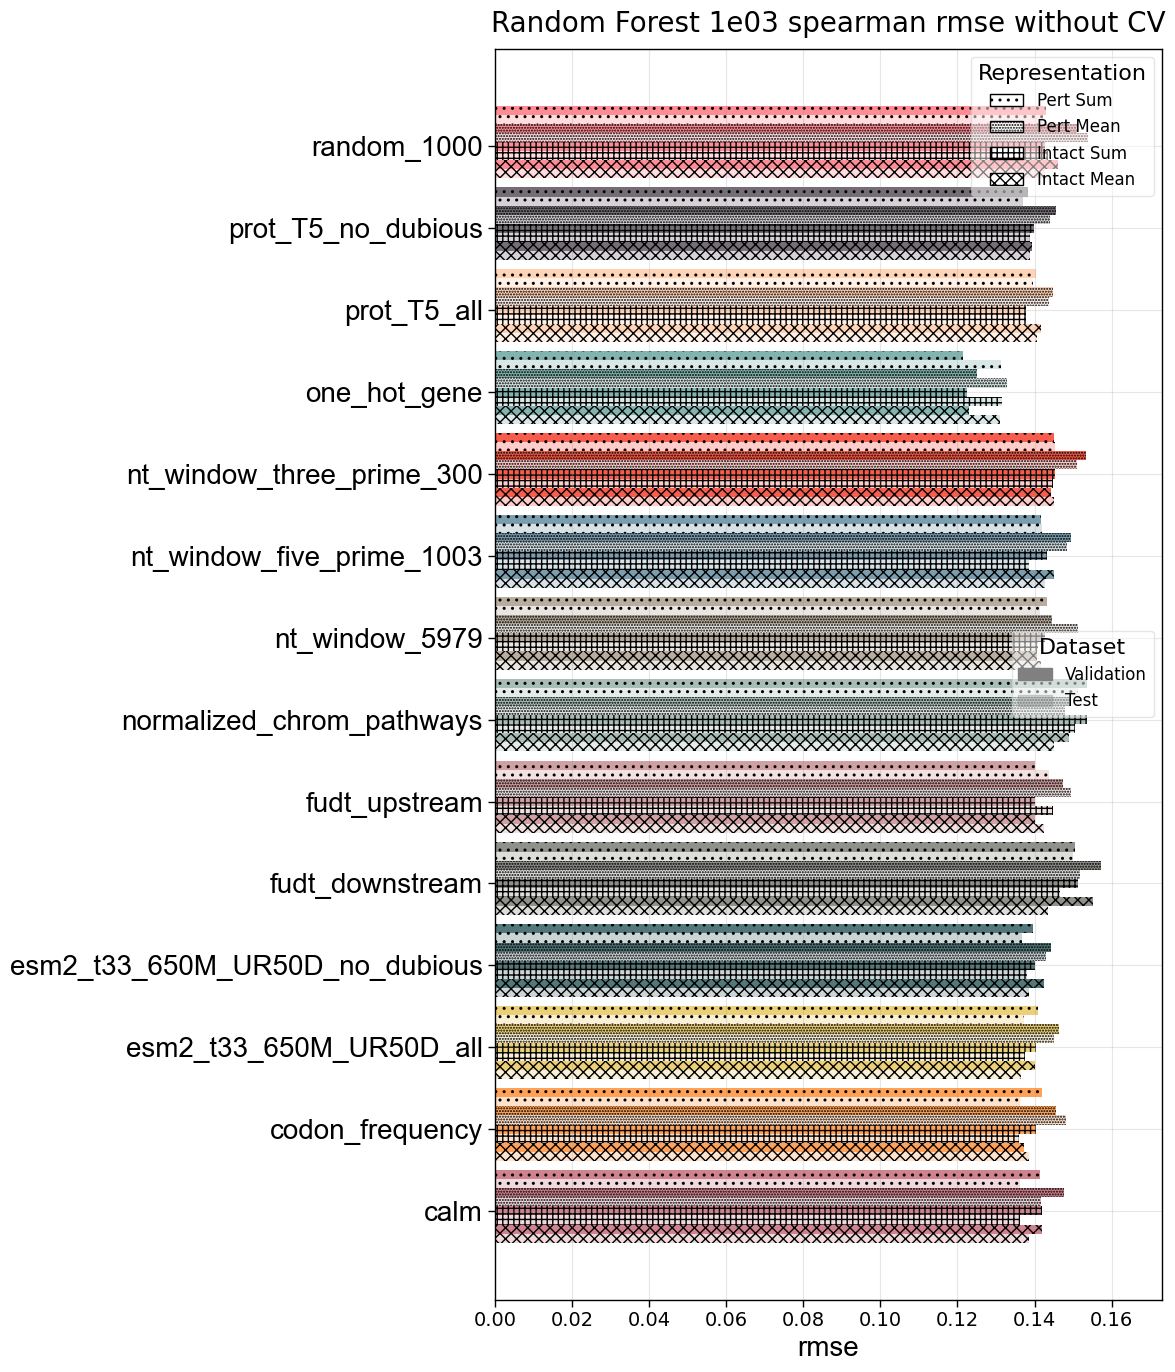 Random Forest 1e03 spearman rmse without CV
Representation
Pert Sum
Pert Mean
Intact Sum
Intact Mean
random_1000
prot_T5_no_dubious
prot_T5_all
one_hot_gene
nt_window_three_prime_300
nt_window_five_prime_1003
nt_window_5979
Dataset
Validation
Test
normalized_chrom_pathways
fudt_upstream
fudt_downstream
esm2_t33_650M_UR50D_no_dubious
esm2_t33_650M_UR50D_all
codon_frequency
calm
0.00 0.02 0.04 0.06 0.08 0.10 0.12 0.14 0.16
rmse